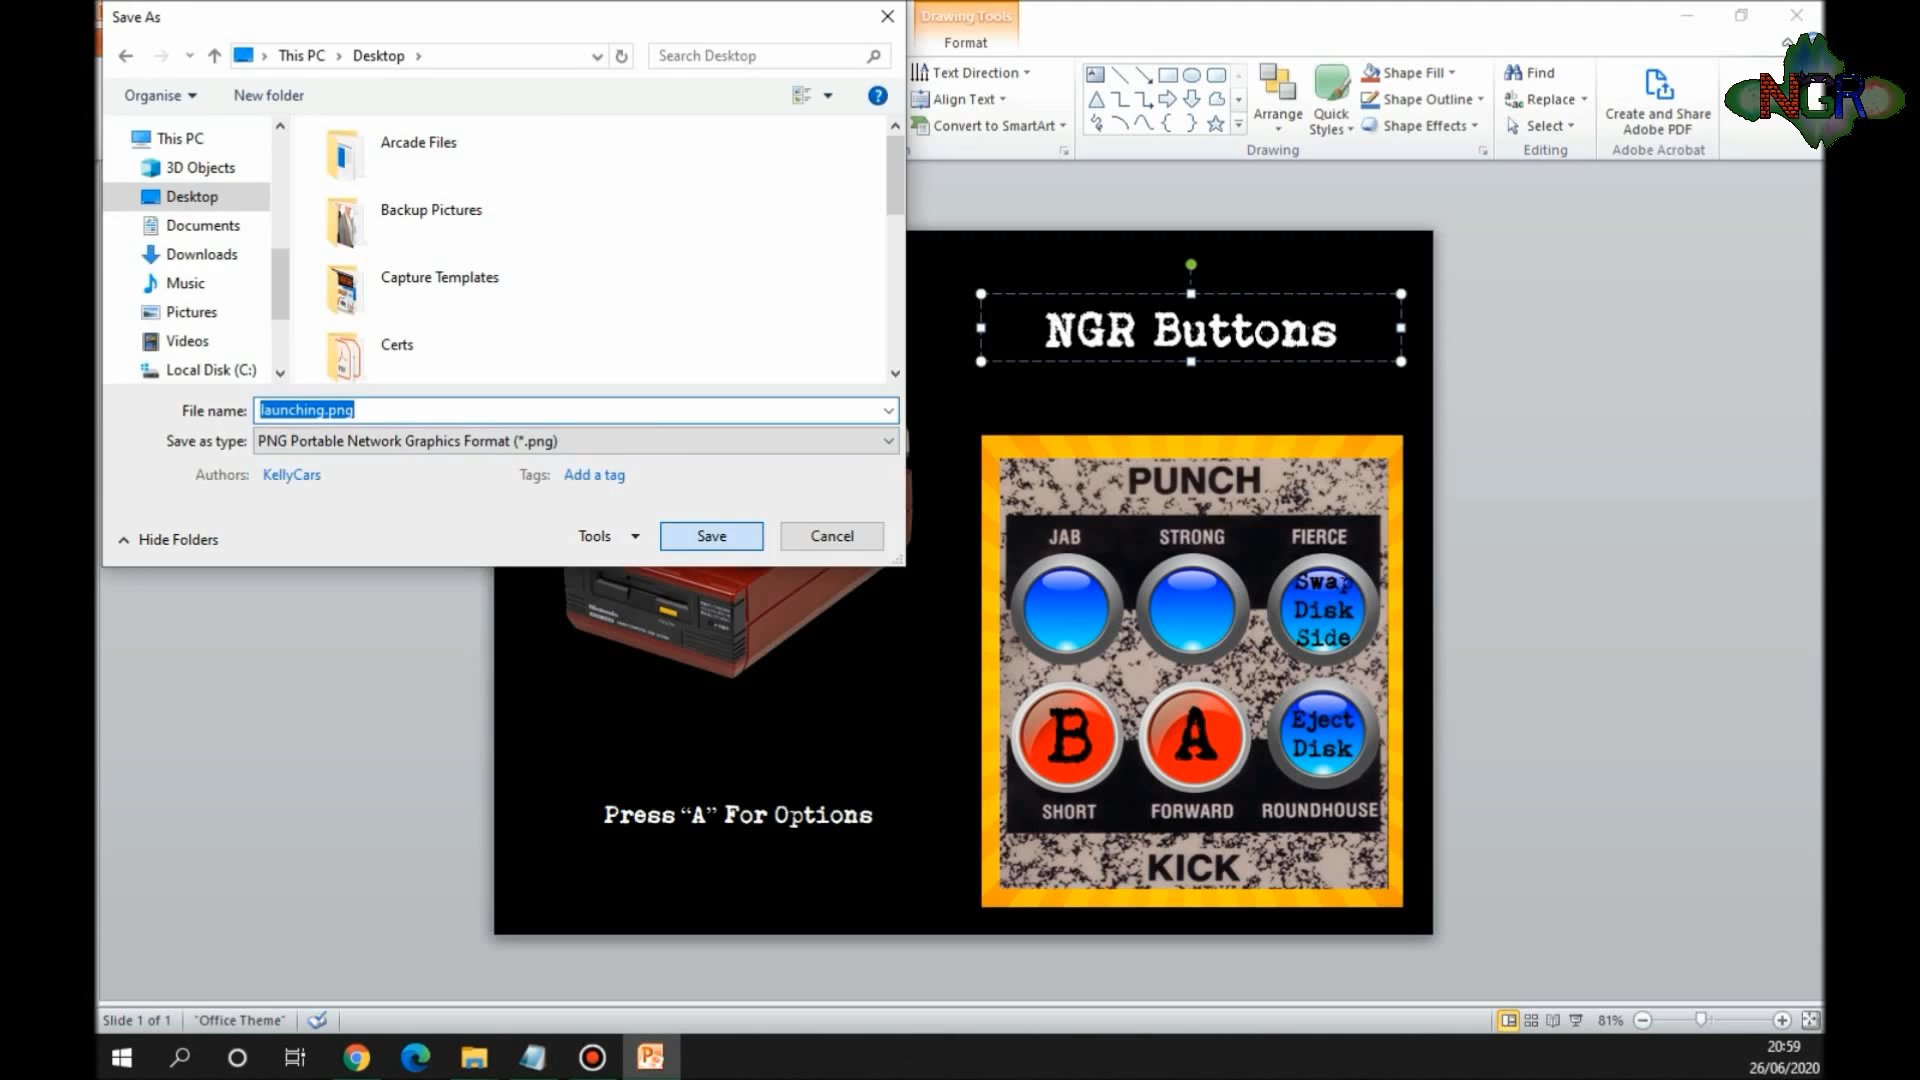 Save As
This PC
Desktop
Search Desktop
Organise
New folder
This PC
3D Objects
Desktop
Documents
Downloads
Music
Pictures
Videos
Local Disk (C:)
Arcade Files
Backup Pictures
Capture Templates
Certs
File name: launching.png
Save as type: PNG Portable Network Graphics Format (*.png)
Authors: KellyCars
Tags: Add a tag
Hide Folders
Tools
Save
Cancel
Drawing Tools
Format
Text Direction
Align Text
Convert to SmartArt
Arrange
Quick
Styles
Shape Fill
Shape Outline
Shape Effects
Drawing
Find
Replace
Select
Editing
Create and Share
Adobe PDF
Adobe Acrobat
NGR
NGR Buttons
PUNCH
JAB STRONG FIERCE
Swap
Disk
Side
B A
Eject
Disk
SHORT FORWARD ROUNDHOUSE
KICK
Nintendo
Press “A” For Options
Slide 1 of 1
"Office Theme"
81%
20:59
26/06/2020